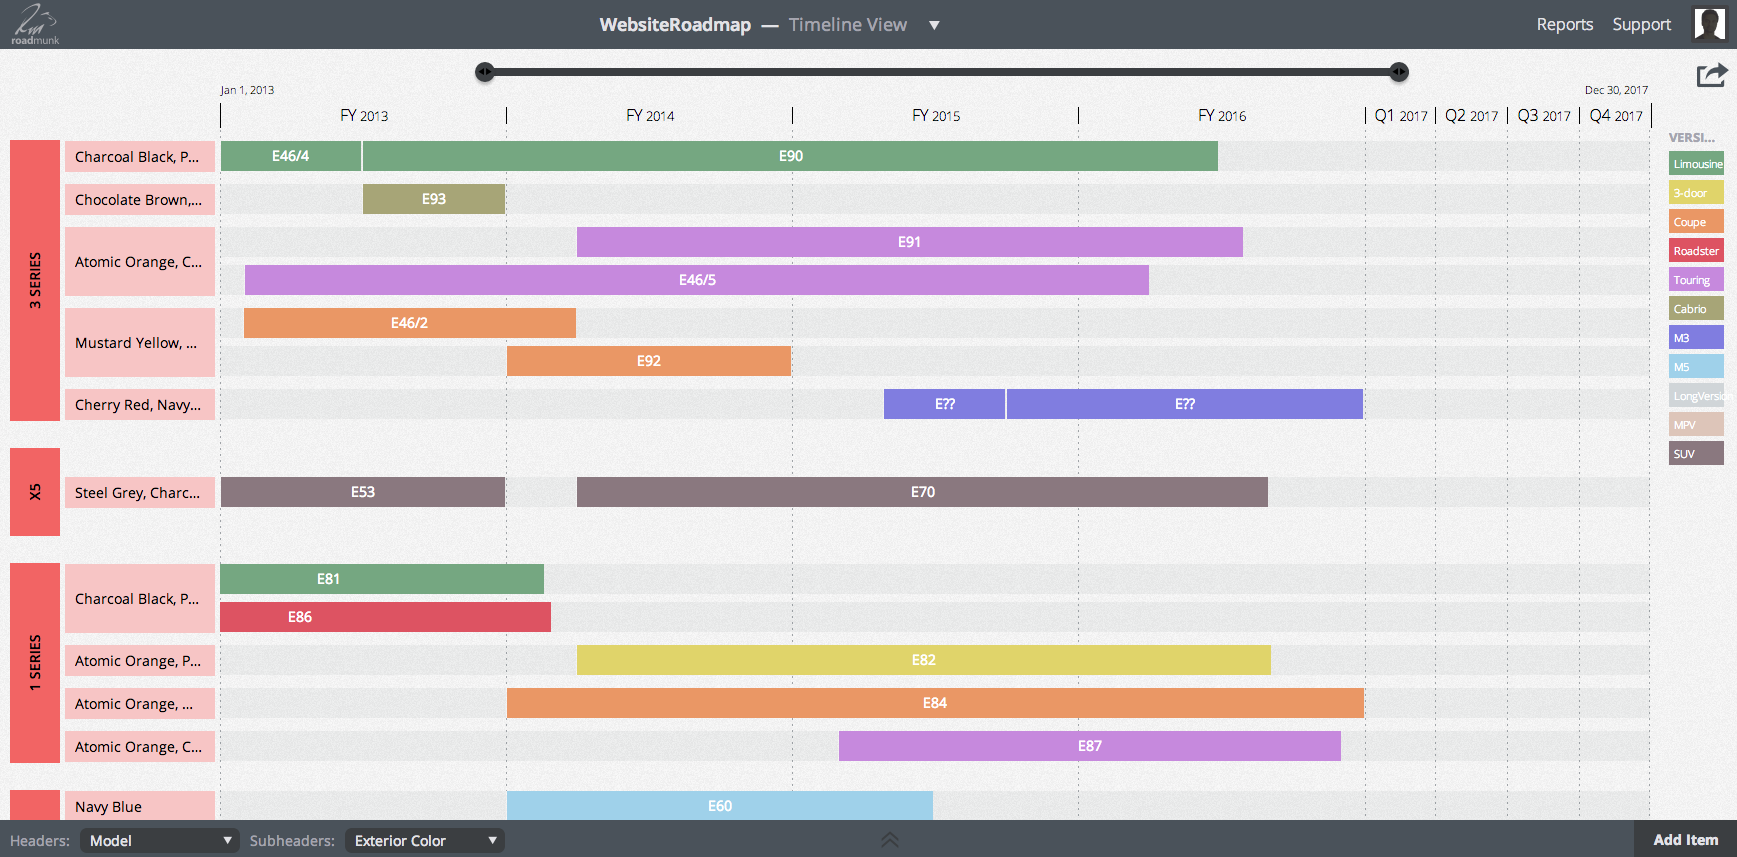 WebsiteRoadmap — Timeline View ▼
Reports Support
roadmunk
Jan 1, 2013 Dec 30, 2017
FY 2013 FY 2014 FY 2015 FY 2016 Q1 2017 Q2 2017 Q3 2017 Q4 2017
VERSI...
Limousine
3-door
Coupe
Roadster
Touring
Cabrio
M3
M5
LongVersion
MPV
SUV
3 SERIES
Charcoal Black, P... E46/4 E90
Chocolate Brown,... E93
Atomic Orange, C... E91
E46/5
Mustard Yellow, ... E46/2
E92
Cherry Red, Navy... E?? E??
X5
Steel Grey, Charc... E53 E70
1 SERIES
Charcoal Black, P... E81
E86
Atomic Orange, P... E82
Atomic Orange, ... E84
Atomic Orange, C... E87
Navy Blue E60
Headers: Model ▼ Subheaders: Exterior Color ▼ Add Item